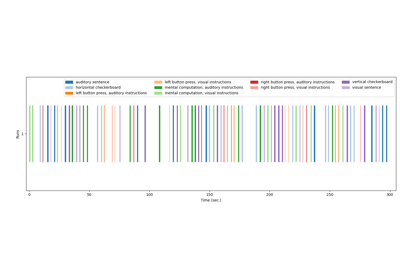 auditory sentence
horizontal checkerboard
left button press, auditory instructions
left button press, visual instructions
mental computation, auditory instructions
mental computation, visual instructions
right button press, auditory instructions
right button press, visual instructions
vertical checkerboard
visual sentence
Runs
1
0 50 100 150 200 250 300
Time (sec.)